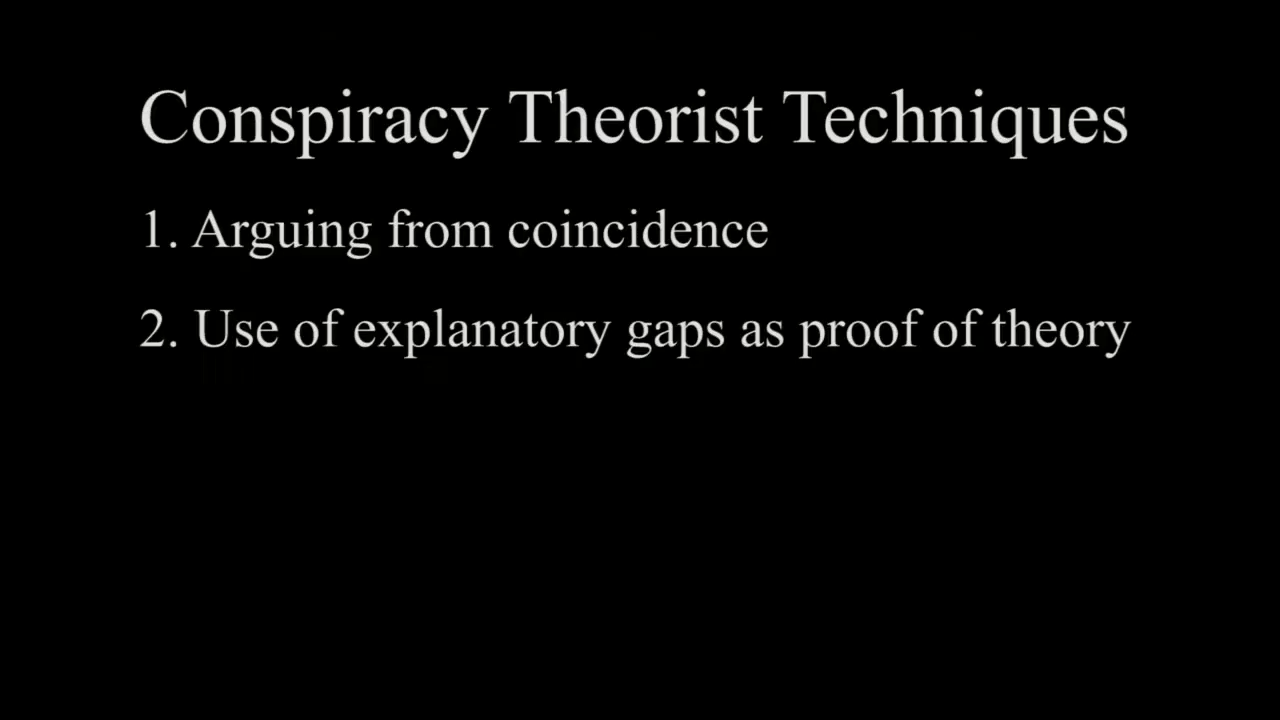 Conspiracy Theorist Techniques
1. Arguing from coincidence
2. Use of explanatory gaps as proof of theory